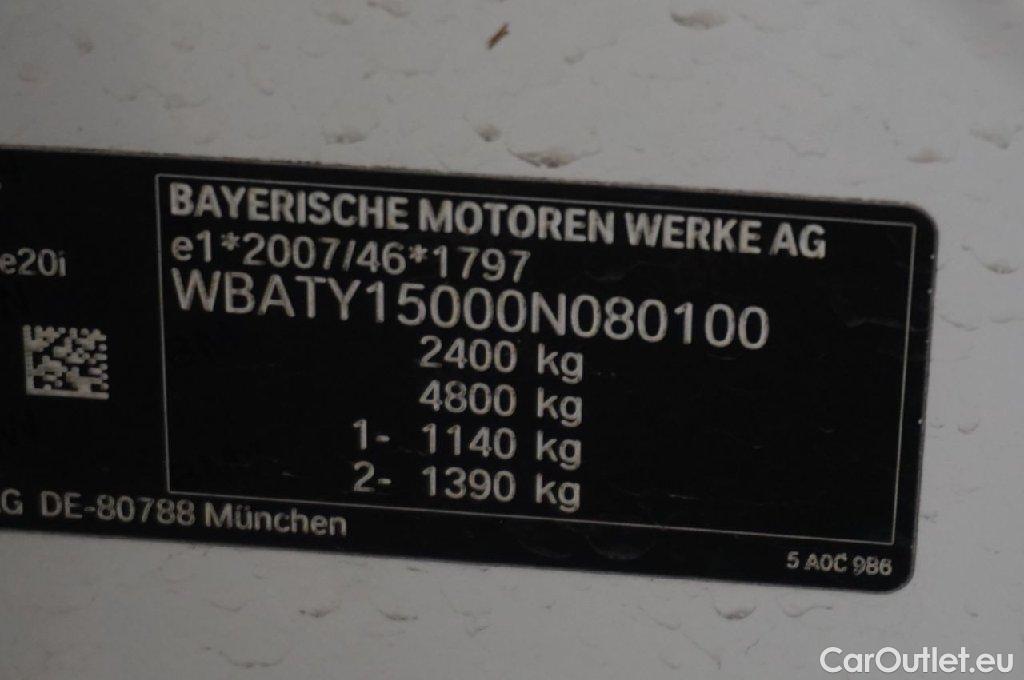 BAYERISCHE MOTOREN WERKE AG
e1*2007/46*1797
e20i
WBATY15000N080100
2400 kg
4800 kg
1- 1140 kg
2- 1390 kg
G DE-80788 München
5 A0C 9B6
CarOutlet.eu